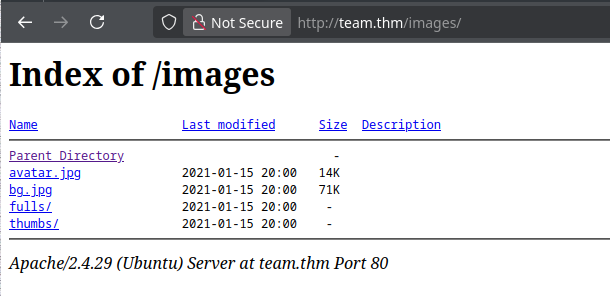 Not Secure http://team.thm/images/
Index of /images
Name Last modified Size Description
Parent Directory -
avatar.jpg 2021-01-15 20:00 14K
bg.jpg 2021-01-15 20:00 71K
fulls/ 2021-01-15 20:00 -
thumbs/ 2021-01-15 20:00 -
Apache/2.4.29 (Ubuntu) Server at team.thm Port 80